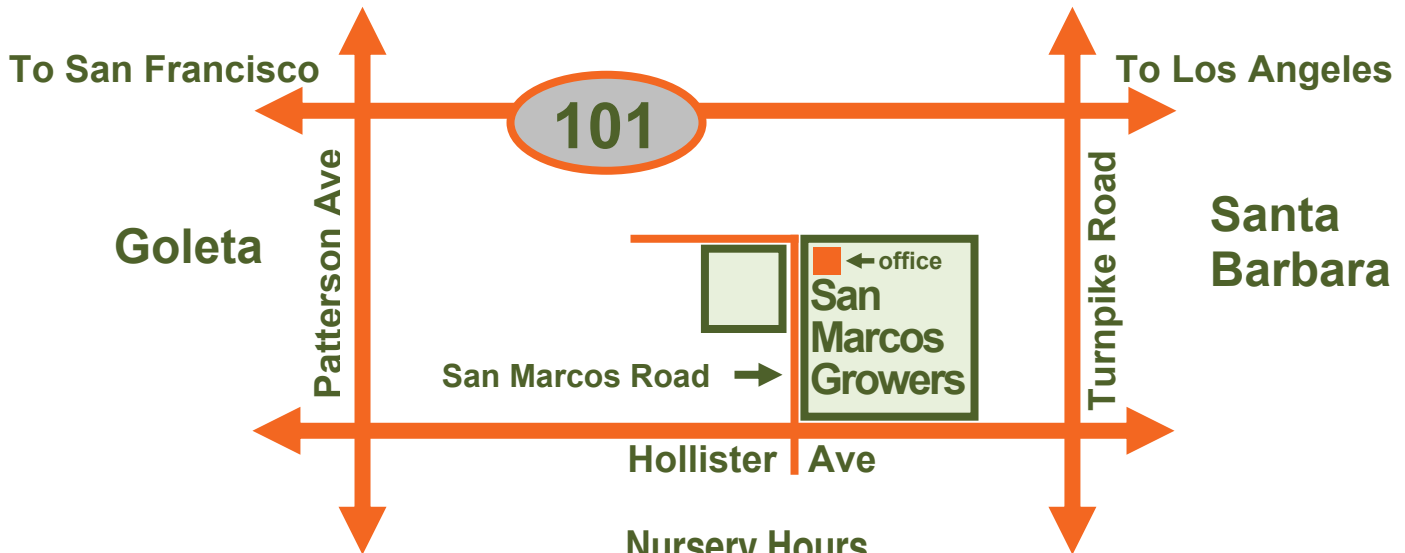 To San Francisco
To Los Angeles
101
Patterson Ave
Turnpike Road
Goleta
Santa
Barbara
office
San
Marcos
Growers
San Marcos Road
Hollister Ave
Nursery Hours